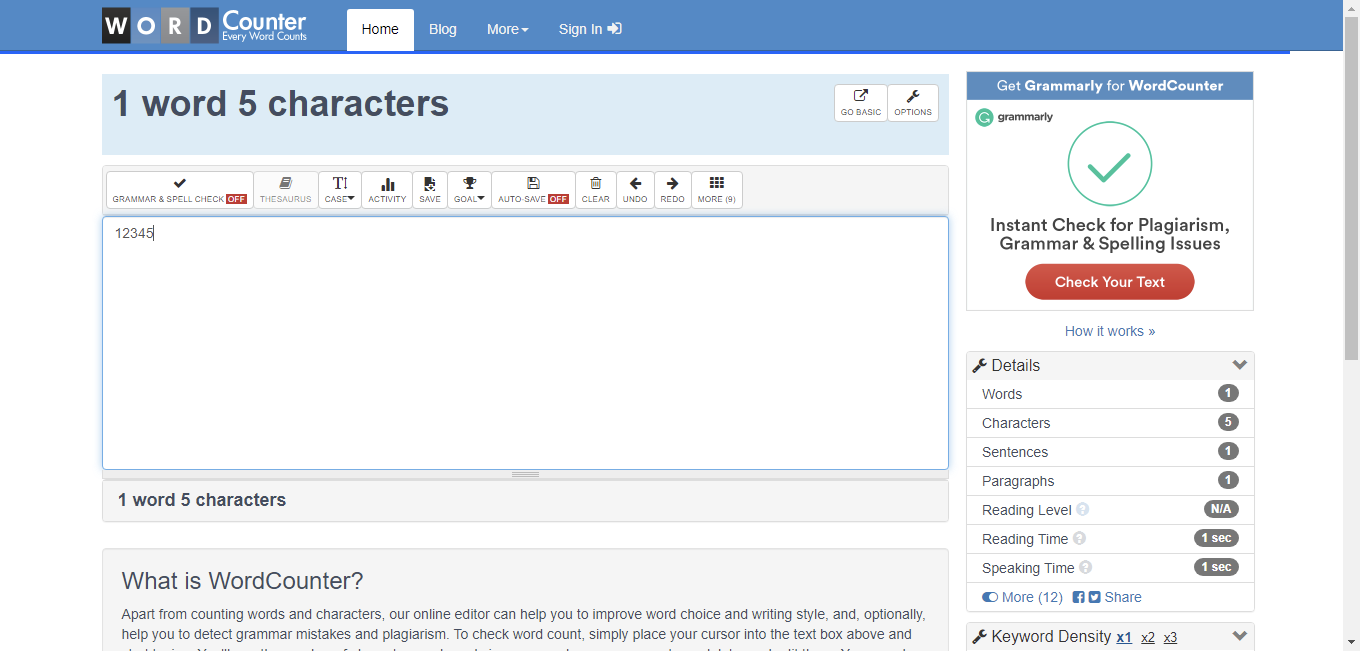 WORD Counter
Every Word Counts
Home
Blog
More
Sign In
1 word 5 characters
GO BASIC
OPTIONS
GRAMMAR & SPELL CHECK OFF
THESAURUS
T
CASE
ACTIVITY
SAVE
GOAL
AUTO-SAVE OFF
CLEAR
UNDO
REDO
MORE (9)
12345
1 word 5 characters
What is WordCounter?
Apart from counting words and characters, our online editor can help you to improve word choice and writing style, and, optionally,
help you to detect grammar mistakes and plagiarism. To check word count, simply place your cursor into the text box above and
Get Grammarly for WordCounter
G grammarly
Instant Check for Plagiarism,
Grammar & Spelling Issues
Check Your Text
How it works »
Details
Words 1
Characters 5
Sentences 1
Paragraphs 1
Reading Level ? N/A
Reading Time ? 1 sec
Speaking Time ? 1 sec
More (12) Share
Keyword Density x1 x2 x3